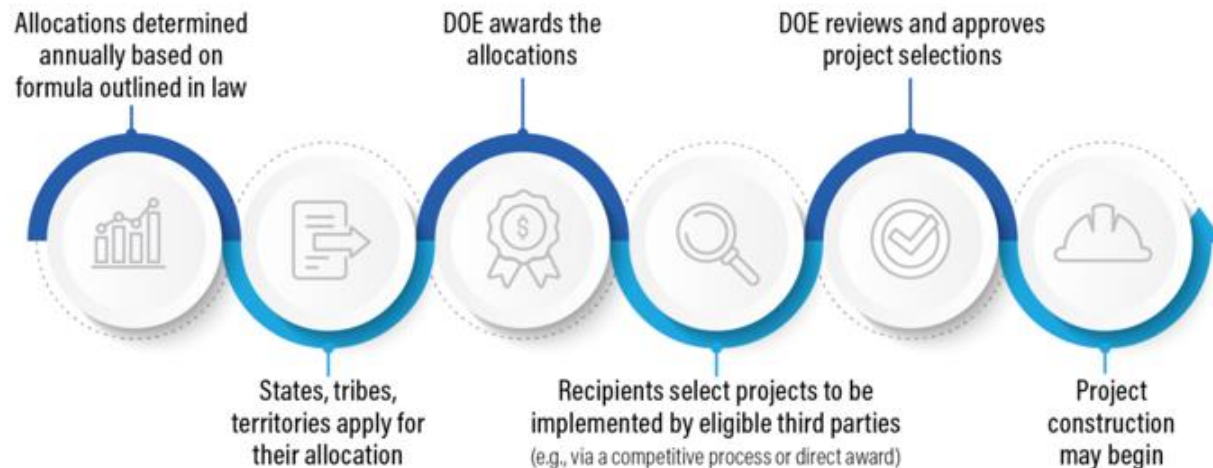 Allocations determined
annually based on
formula outlined in law
States, tribes,
territories apply for
their allocation
DOE awards the
allocations
$
Recipients select projects to be
implemented by eligible third parties
(e.g., via a competitive process or direct award)
DOE reviews and approves
project selections
Project
construction
may begin